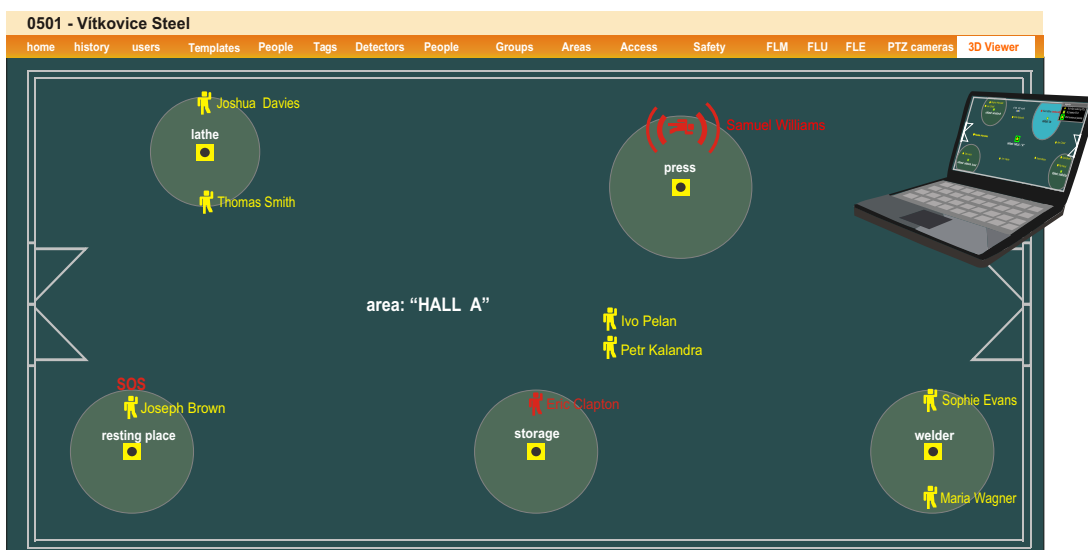 0501 - Vítkovice Steel
home history users Templates People Tags Detectors People Groups Areas Access Safety FLM FLU FLE PTZ cameras 3D Viewer
Joshua Davies
lathe
Thomas Smith
Samuel Williams
press
area: “HALL A”
Ivo Pelan
Petr Kalandra
SOS
Joseph Brown
resting place
Eric Clapton
storage
Sophie Evans
welder
Maria Wagner